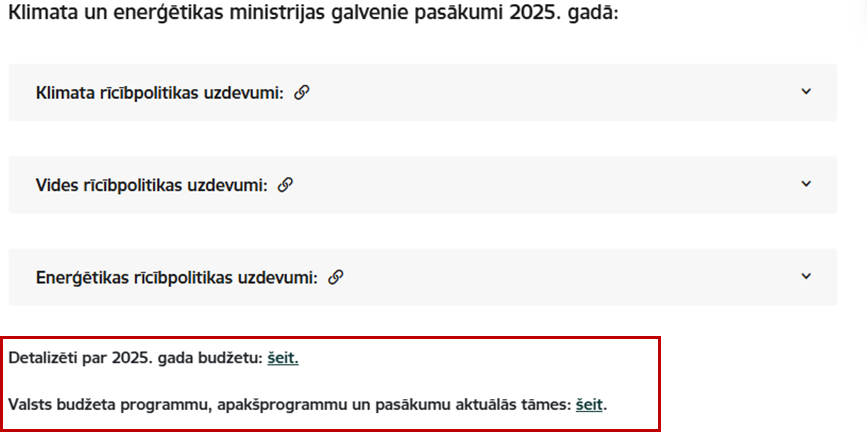 Klimata un enerģētikas ministrijas galvenie pasākumi 2025. gadā:
Klimata rīcībpolitikas uzdevumi:
Vides rīcībpolitikas uzdevumi:
Enerģētikas rīcībpolitikas uzdevumi:
Detalizēti par 2025. gada budžetu: šeit.
Valsts budžeta programmu, apakšprogrammu un pasākumu aktuālās tāmes: šeit.